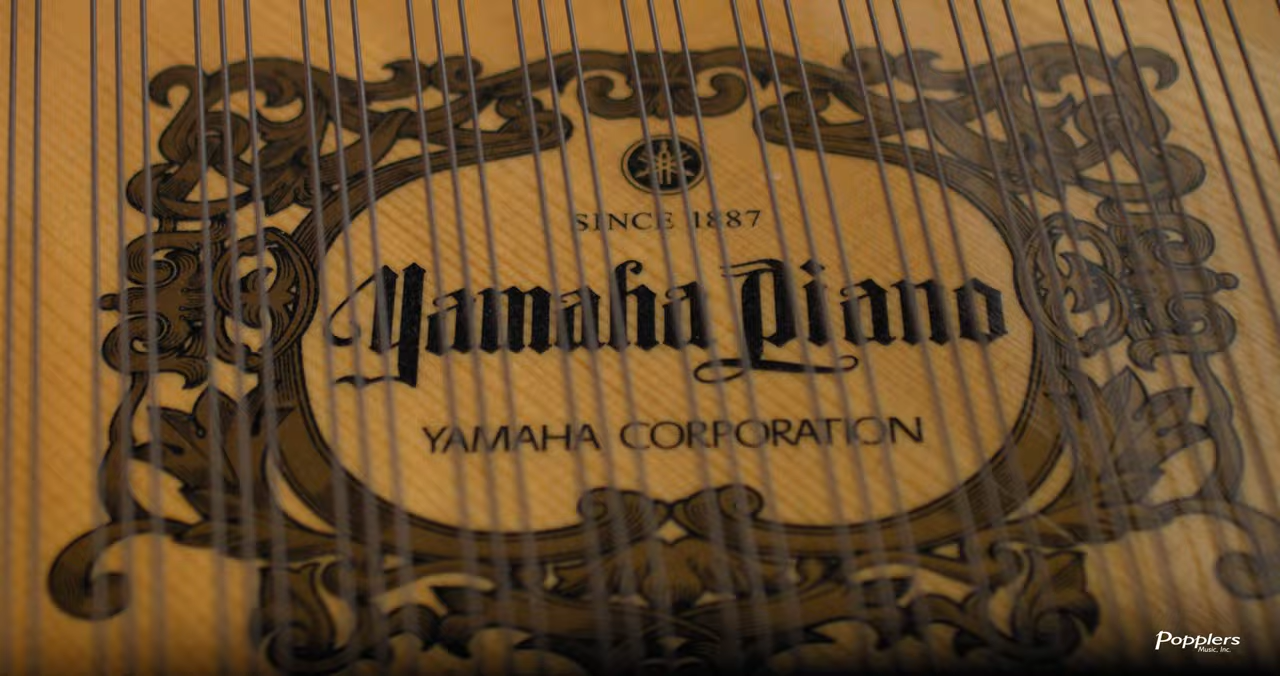 SINCE 1887
Yamaha Piano
YAMAHA CORPORATION
Popplers
Music, Inc.